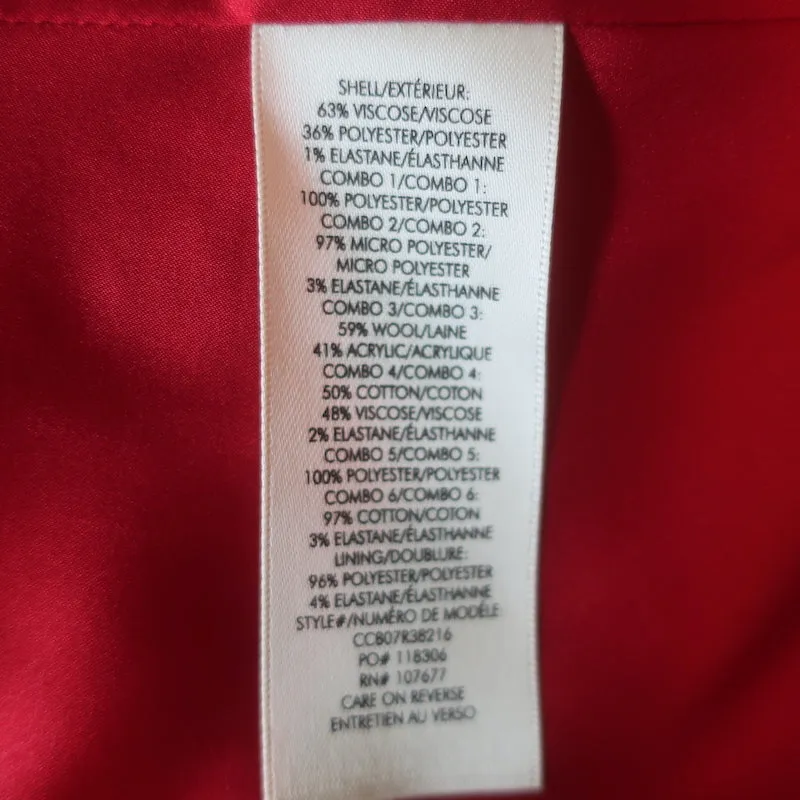 SHELL/EXTÉRIEUR:
63% VISCOSE/VISCOSE
36% POLYESTER/POLYESTER
1% ELASTANE/ÉLASTHANNE
COMBO 1/COMBO 1:
100% POLYESTER/POLYESTER
COMBO 2/COMBO 2:
97% MICRO POLYESTER/
MICRO POLYESTER
3% ELASTANE/ÉLASTHANNE
COMBO 3/COMBO 3:
59% WOOL/LAINE
41% ACRYLIC/ACRYLIQUE
COMBO 4/COMBO 4:
50% COTTON/COTON
48% VISCOSE/VISCOSE
2% ELASTANE/ÉLASTHANNE
COMBO 5/COMBO 5:
100% POLYESTER/POLYESTER
COMBO 6/COMBO 6:
97% COTTON/COTON
3% ELASTANE/ÉLASTHANNE
LINING/DOUBLURE:
96% POLYESTER/POLYESTER
4% ELASTANE/ÉLASTHANNE
STYLE#/NUMÉRO DE MODÉLE
CC807R38216
PO# 118306
RN# 107677
CARE ON REVERSE
ENTRETIEN AU VERSO